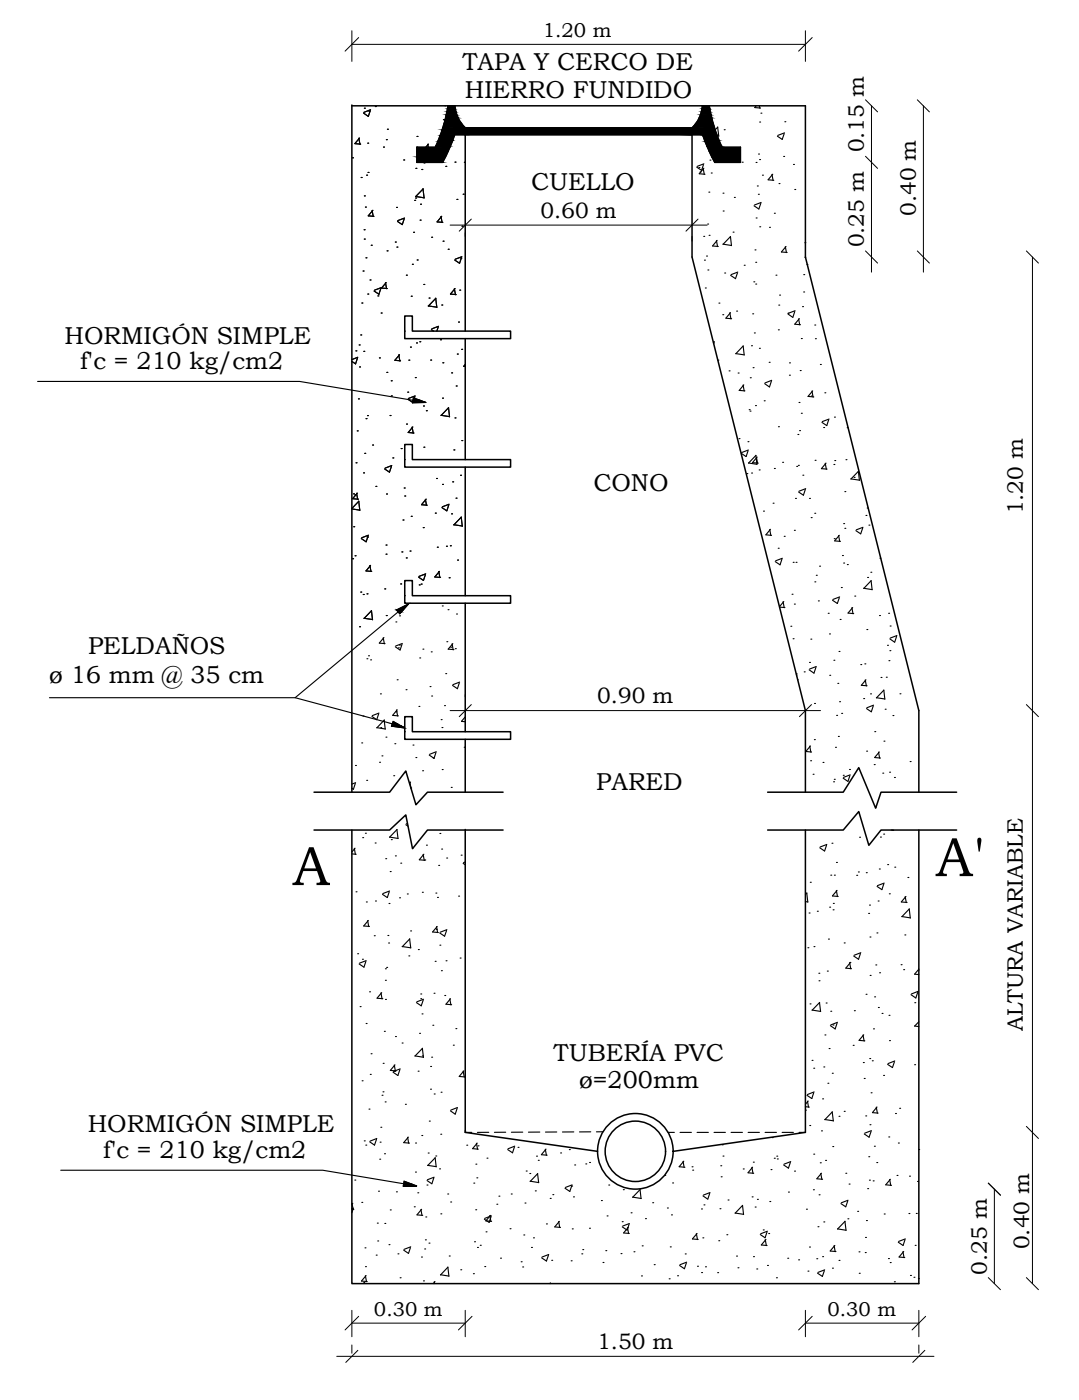 1.20 m
TAPA Y CERCO DE
HIERRO FUNDIDO
0.15 m
0.25 m
0.40 m
CUELLO
0.60 m
HORMIGÓN SIMPLE
f'c = 210 kg/cm2
CONO
1.20 m
PELDAÑOS
ø 16 mm @ 35 cm
0.90 m
PARED
A
A'
ALTURA VARIABLE
TUBERÍA PVC
ø=200mm
HORMIGÓN SIMPLE
f'c = 210 kg/cm2
0.25 m
0.40 m
0.30 m
0.30 m
1.50 m